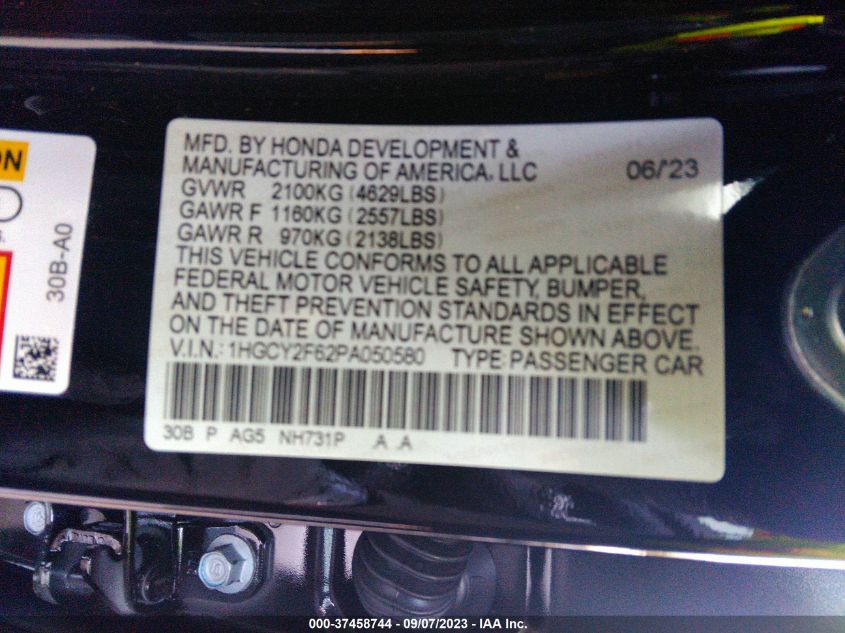 MFD. BY HONDA DEVELOPMENT &
MANUFACTURING OF AMERICA, LLC 06/'23
GVWR 2100KG (4629LBS)
GAWR F 1160KG (2557LBS)
GAWR R 970KG (2138LBS)
THIS VEHICLE CONFORMS TO ALL APPLICABLE
FEDERAL MOTOR VEHICLE SAFETY, BUMPER,
AND THEFT PREVENTION STANDARDS IN EFFECT
ON THE DATE OF MANUFACTURE SHOWN ABOVE.
V.I.N.: 1HGCY2F62PA050580 TYPE:PASSENGER CAR
30B P AG5 NH731P .A .A
ON
s.
30B-A0
000-37458744 - 09/07/2023 - IAA Inc.